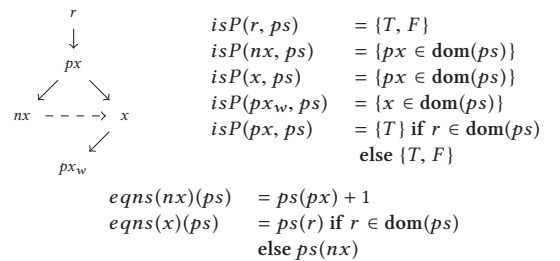 r
px
nx x
px_w
isP(r, ps) = {T, F}
isP(nx, ps) = {px ∈ dom(ps)}
isP(x, ps) = {px ∈ dom(ps)}
isP(px_w, ps) = {x ∈ dom(ps)}
isP(px, ps) = {T} if r ∈ dom(ps)
else {T, F}
eqns(nx)(ps) = ps(px) + 1
eqns(x)(ps) = ps(r) if r ∈ dom(ps)
else ps(nx)